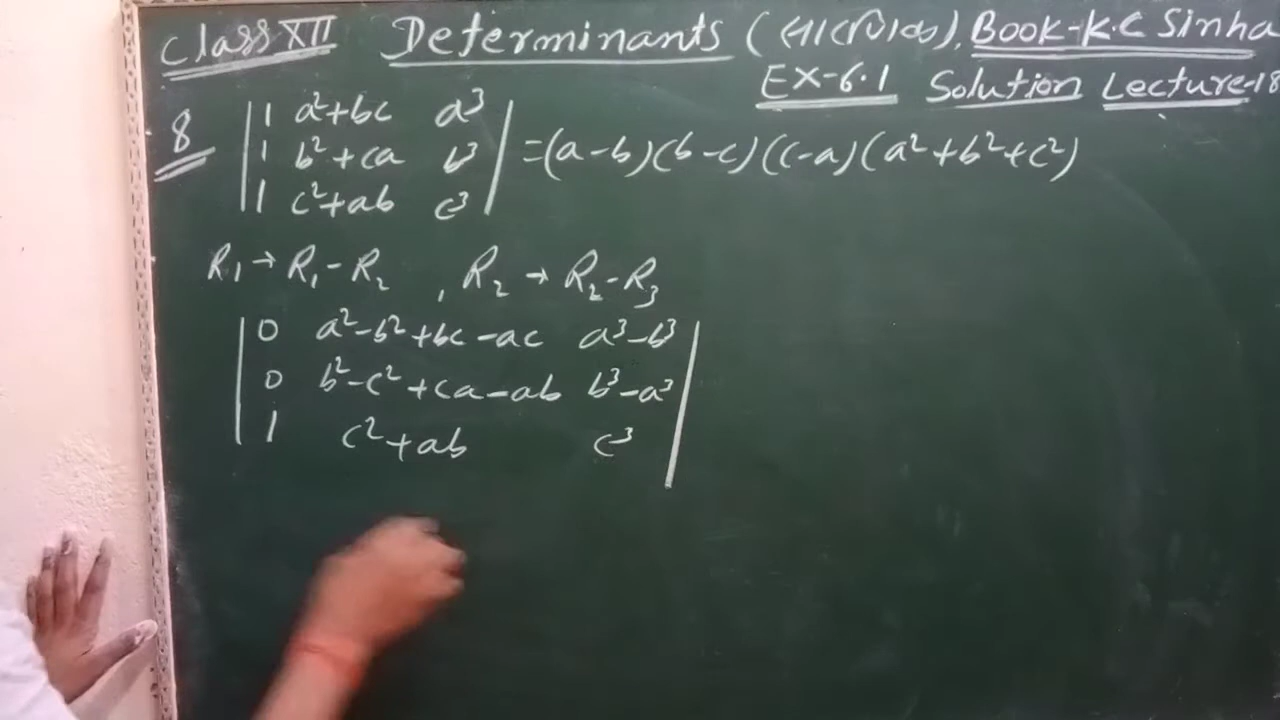 Class XII Determinants (सारणिक), Book-K.C Sinha
EX-6.1 Solution Lecture-18
8 | 1 a²+bc a³ |
| 1 b²+ca b³ | =(a-b)(b-c)(c-a)(a²+b²+c²)
| 1 c²+ab c³ |
R₁→R₁-R₂ , R₂→R₂-R₃
| 0 a²-b²+bc-ac a³-b³ |
| 0 b²-c²+ca-ab b³-a³ |
| 1 c²+ab c³ |